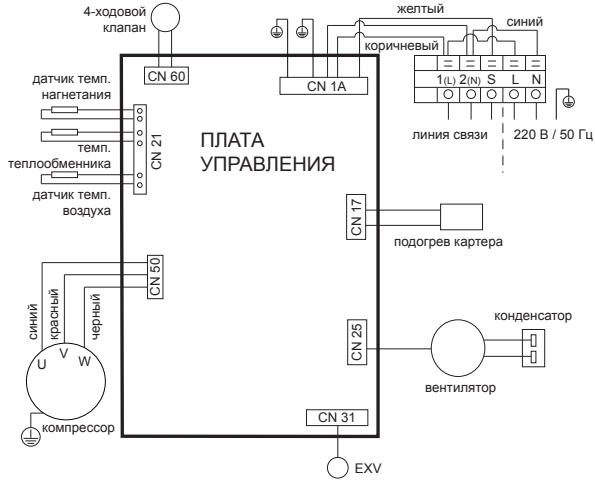 4-ходовой
клапан
желтый
синий
коричневый
CN 60
CN 1A
1(L) 2(N) S L N
линия связи
220 В / 50 Гц
датчик темп.
нагнетания
темп.
теплообменника
датчик темп.
воздуха
CN 21
ПЛАТА
УПРАВЛЕНИЯ
CN 17
подогрев картера
CN 50
синий
красный
черный
U V W
компрессор
CN 25
вентилятор
конденсатор
CN 31
EXV